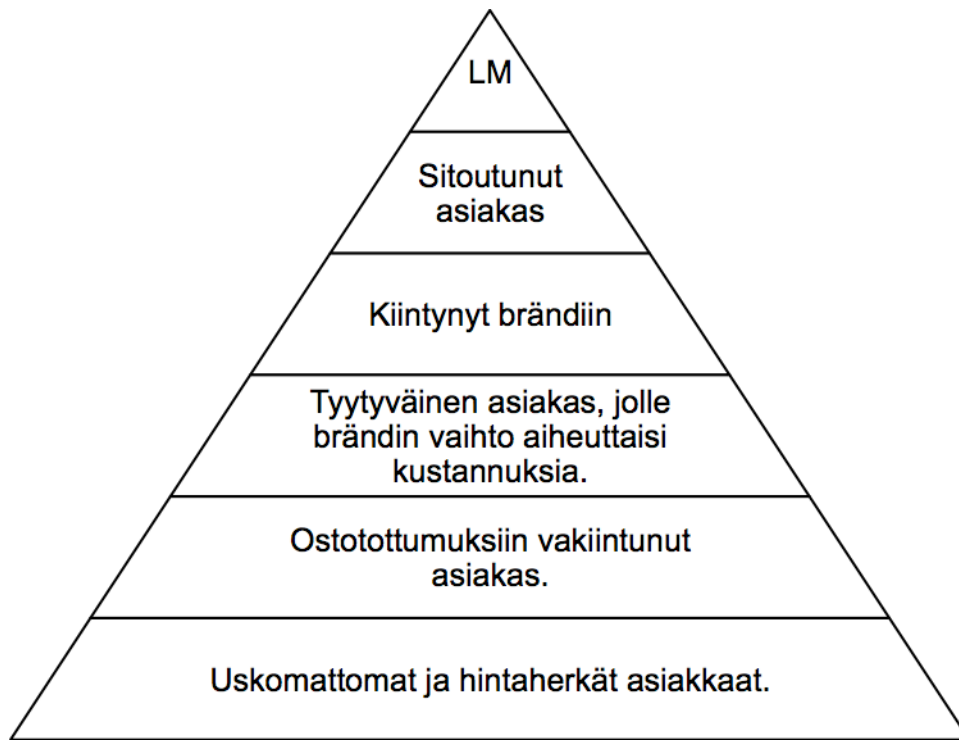 LM
Sitoutunut
asiakas
Kiintynyt brändiin
Tyytyväinen asiakas, jolle
brändin vaihto aiheuttaisi
kustannuksia.
Ostotottumuksiin vakiintunut
asiakas.
Uskomattomat ja hintaherkät asiakkaat.